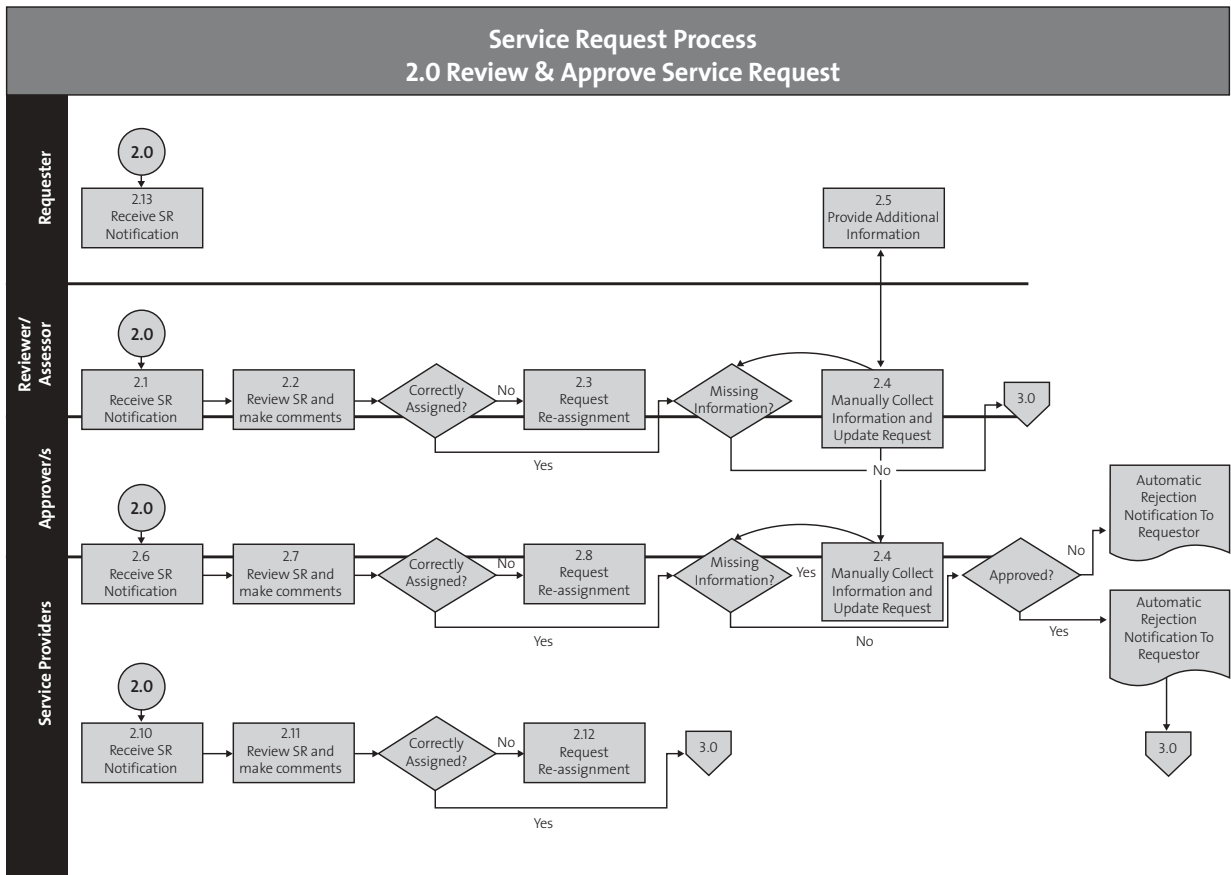 Service Request Process
2.0 Review & Approve Service Request
Requester
2.0
2.13
Receive SR
Notification
2.5
Provide Additional
Information
Reviewer/
Assessor
2.0
2.1
Receive SR
Notification
2.2
Review SR and
make comments
Correctly
Assigned?
No
Yes
2.3
Request
Re-assignment
Missing
Information?
2.4
Manually Collect
Information and
Update Request
No
3.0
Approver/s
2.0
2.6
Receive SR
Notification
2.7
Review SR and
make comments
Correctly
Assigned?
No
Yes
2.8
Request
Re-assignment
Missing
Information?
Yes
No
2.4
Manually Collect
Information and
Update Request
Approved?
No
Automatic
Rejection
Notification To
Requestor
Yes
Automatic
Rejection
Notification To
Requestor
3.0
Service Providers
2.0
2.10
Receive SR
Notification
2.11
Review SR and
make comments
Correctly
Assigned?
No
Yes
2.12
Request
Re-assignment
3.0